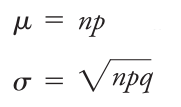 μ = np
σ = √npq